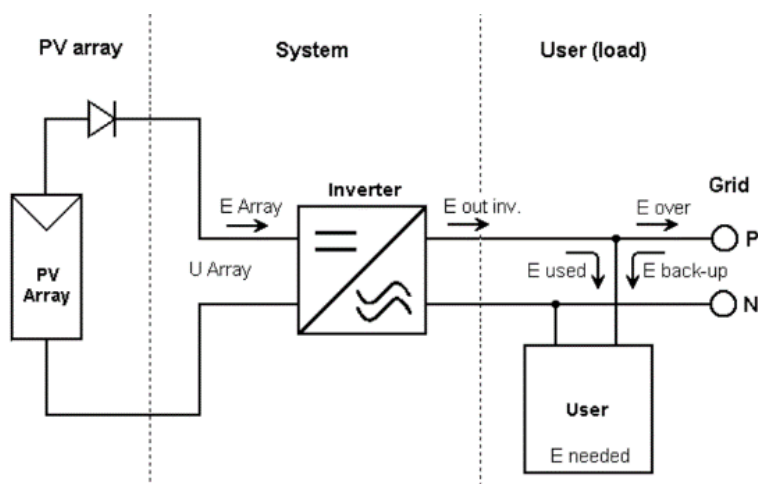 PV array
System
User (load)
Inverter
Grid
E Array
E out inv.
E over
P
U Array
E used
E back-up
PV
Array
N
User
E needed